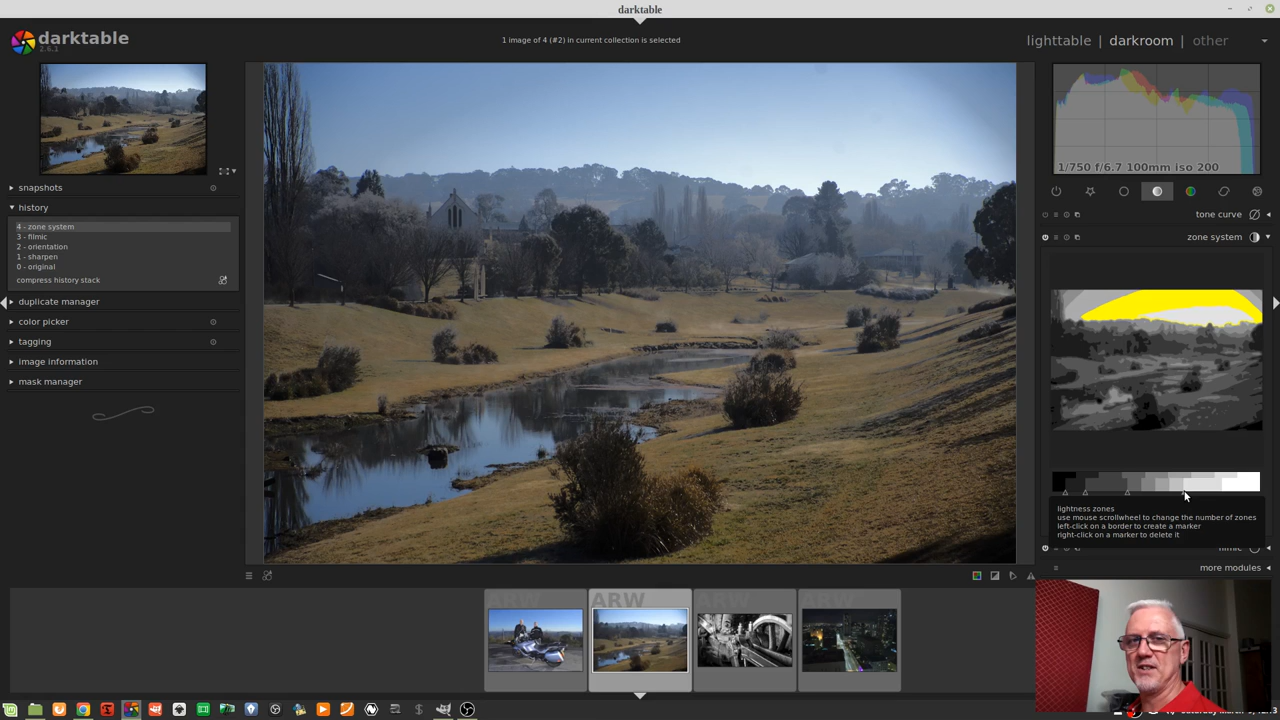 darktable
darktable
2.6.1
1 image of 4 (#2) in current collection is selected
lighttable | darkroom | other
1/750 f/6.7 100mm iso 200
snapshots
history
4 - zone system
3 - filmic
2 - orientation
1 - sharpen
0 - original
compress history stack
duplicate manager
color picker
tagging
image information
mask manager
tone curve
zone system
lightness zones
use mouse scrollwheel to change the number of zones
left-click on a border to create a marker
right-click on a marker to delete it
filmic
more modules
ARW
ARW
ARW
ARW